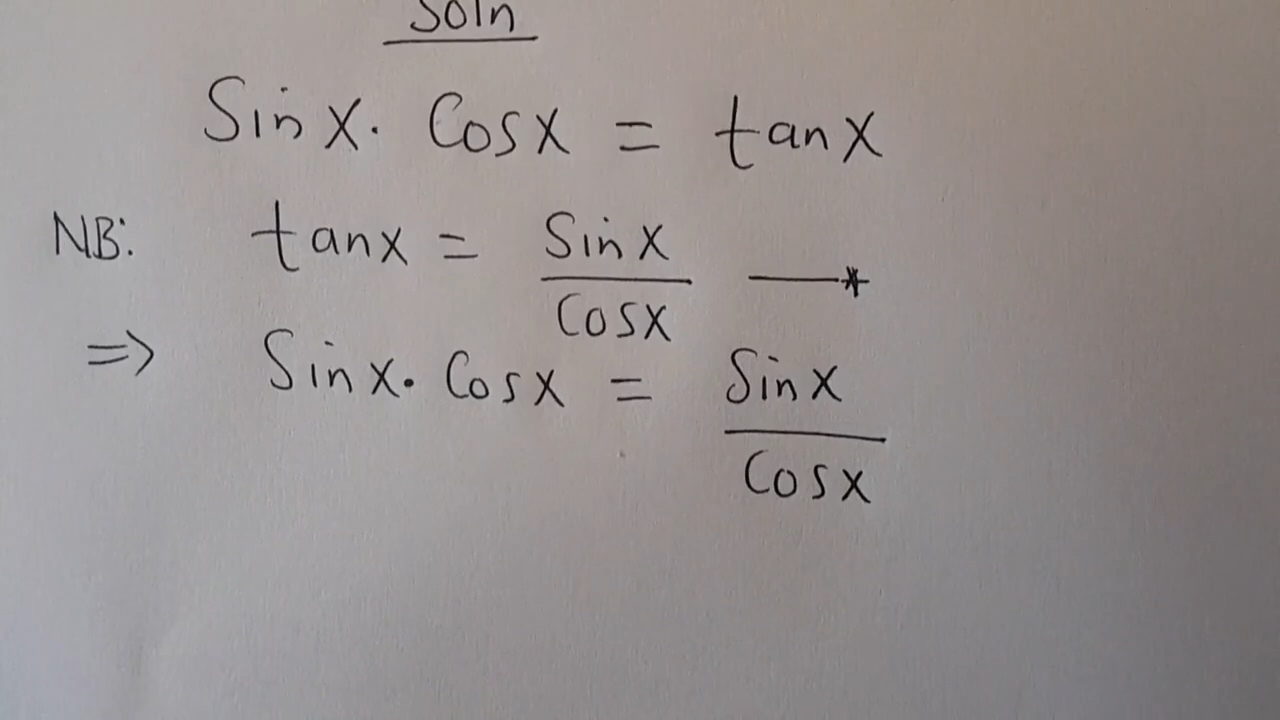 Soln
Sin x . Cos x = tan x
NB: tan x = Sin x / Cos x —*
=> Sin x . Cos x = Sin x / Cos x